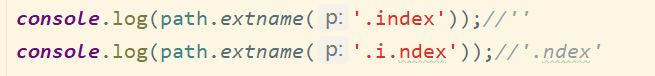 console.log(path.extname( p: '.index'));//''
console.log(path.extname( p: '.i.ndex'));//'.ndex'